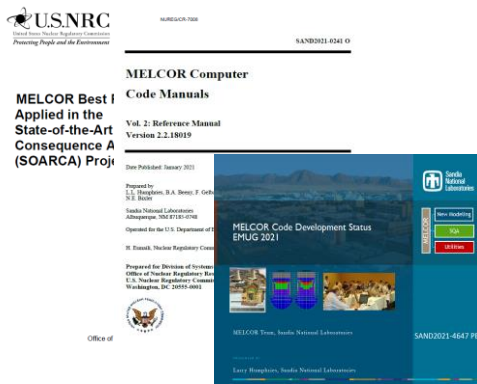 U.S.NRC
United States Nuclear Regulatory Commission
Protecting People and the Environment
MELCOR Best
Applied in the
State-of-the-Art
Consequence A
(SOARCA) Proje
Office of
NUREG/CR-7008
SAND2021-0241 O
MELCOR Computer
Code Manuals
Vol. 2: Reference Manual
Version 2.2.18019
Date Published: January 2021
Prepared by
L.L. Humphries, B.A. Beeny, F. Gelb
N.E. Bixler
Sandia National Laboratories
Albuquerque, NM 87185-0748
Operated for the U.S. Department of E
H. Esmaili, Nuclear Regulatory Comm
Prepared for Division of Systems
Office of Nuclear Regulatory Res
U.S. Nuclear Regulatory Commis
Washington, DC 20555-0001
Sandia
National
Laboratories
MELCOR
New Modeling
SQA
Utilities
MELCOR Code Development Status
EMUG 2021
MELCOR Team, Sandia National Laboratories
Larry Humphries, Sandia National Laboratories
SAND2021-4647 PE